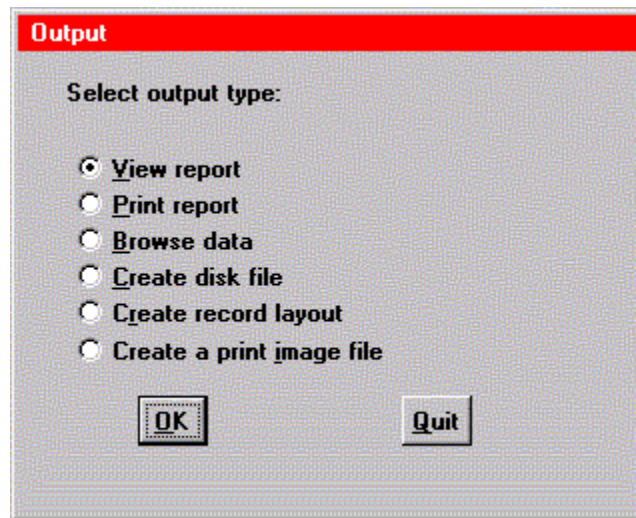 Output
Select output type:
View report
Print report
Browse data
Create disk file
Create record layout
Create a print image file
OK
Quit